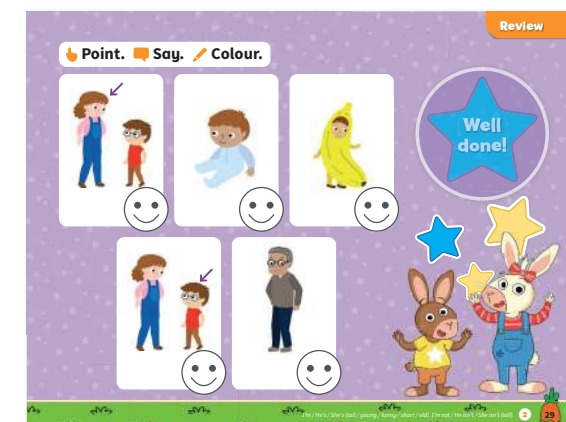 Review
Point. Say. Colour.
Well
done!
I'm / He's / She's (tall / young / funny / short / old). I'm not / He isn't / She isn't (tall).
2
29